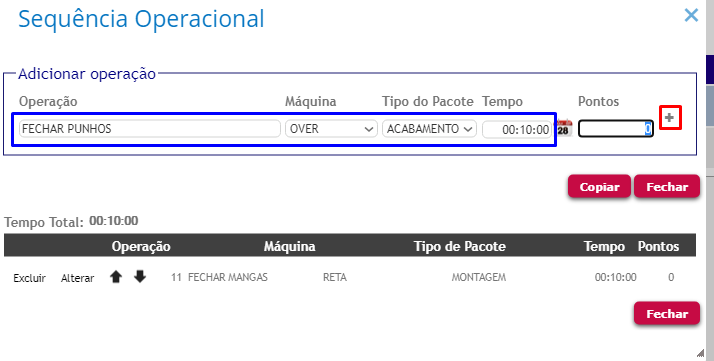 Sequência Operacional
Adicionar operação
Operação Máquina Tipo do Pacote Tempo Pontos
FECHAR PUNHOS OVER ACABAMENTO 00:10:00 28 0
Copiar Fechar
Tempo Total: 00:10:00
Operação Máquina Tipo de Pacote Tempo Pontos
Excluir Alterar 11 FECHAR MANGAS RETA MONTAGEM 00:10:00 0
Fechar